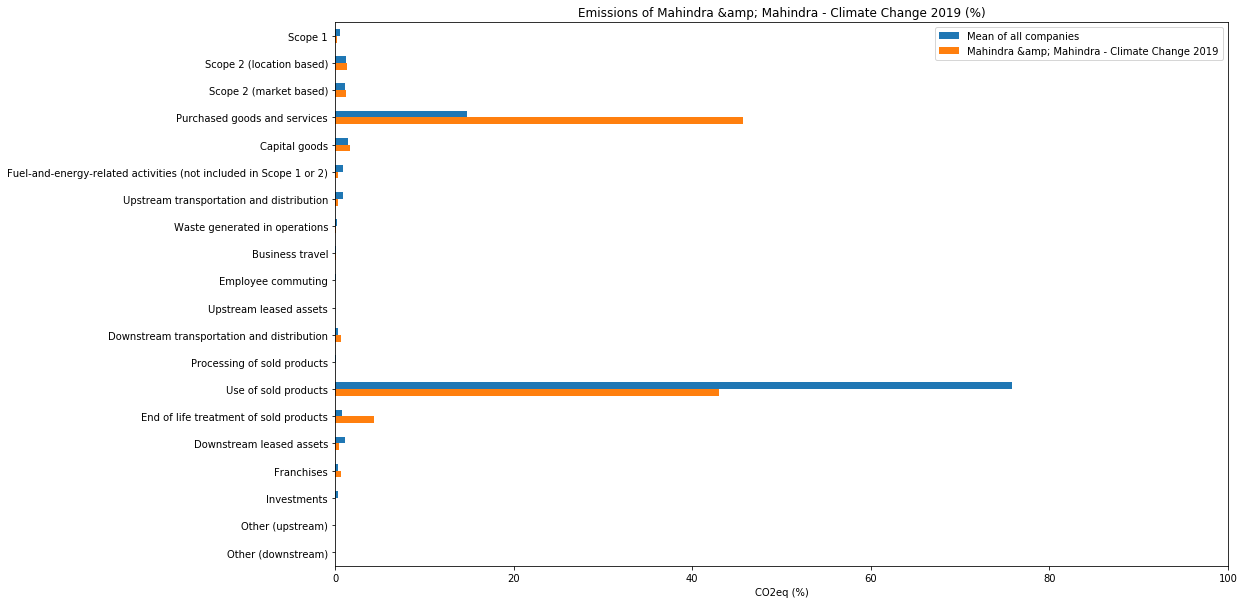 Emissions of Mahindra &amp; Mahindra - Climate Change 2019 (%)
Mean of all companies
Mahindra &amp; Mahindra - Climate Change 2019
Scope 1
Scope 2 (location based)
Scope 2 (market based)
Purchased goods and services
Capital goods
Fuel-and-energy-related activities (not included in Scope 1 or 2)
Upstream transportation and distribution
Waste generated in operations
Business travel
Employee commuting
Upstream leased assets
Downstream transportation and distribution
Processing of sold products
Use of sold products
End of life treatment of sold products
Downstream leased assets
Franchises
Investments
Other (upstream)
Other (downstream)
0 20 40 60 80 100
CO2eq (%)